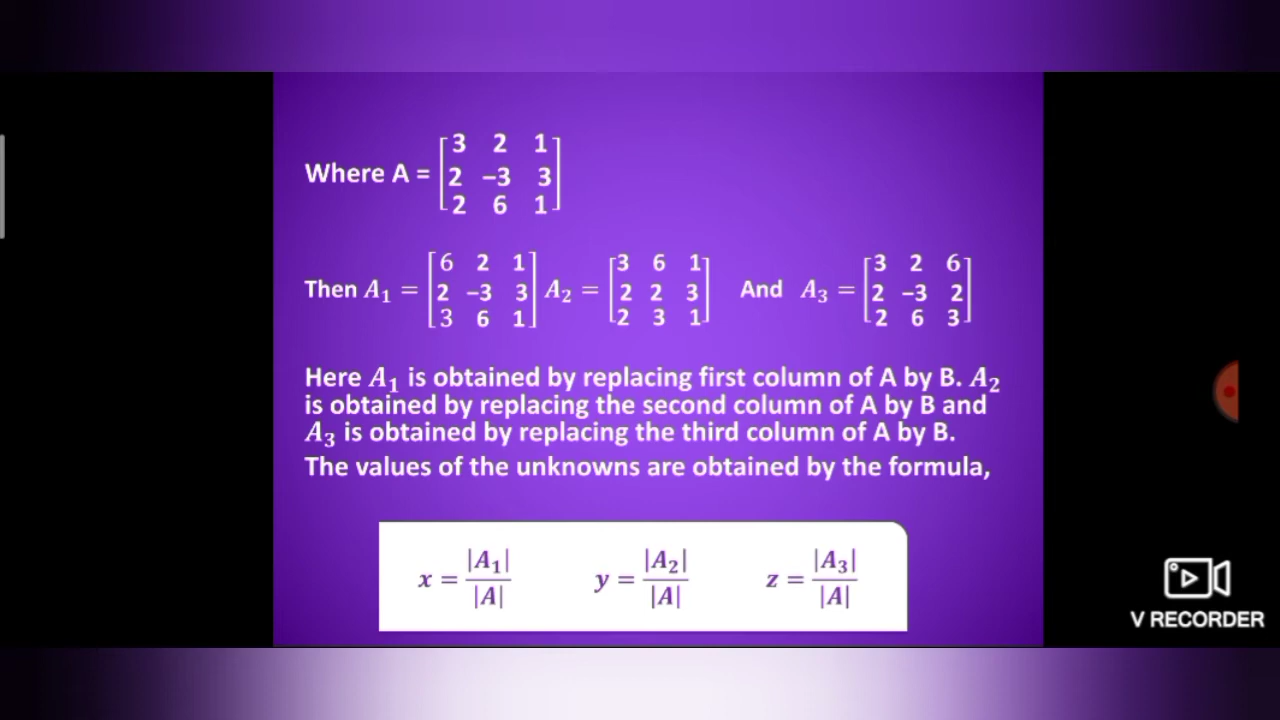 Where A = [3 2 1
2 −3 3
2 6 1]
Then A₁ = [6 2 1
2 −3 3
3 6 1] A₂ = [3 6 1
2 2 3
2 3 1] And A₃ = [3 2 6
2 −3 2
2 6 3]
Here A₁ is obtained by replacing first column of A by B. A₂
is obtained by replacing the second column of A by B and
A₃ is obtained by replacing the third column of A by B.
The values of the unknowns are obtained by the formula,
x = |A₁|/|A| y = |A₂|/|A| z = |A₃|/|A|
V RECORDER